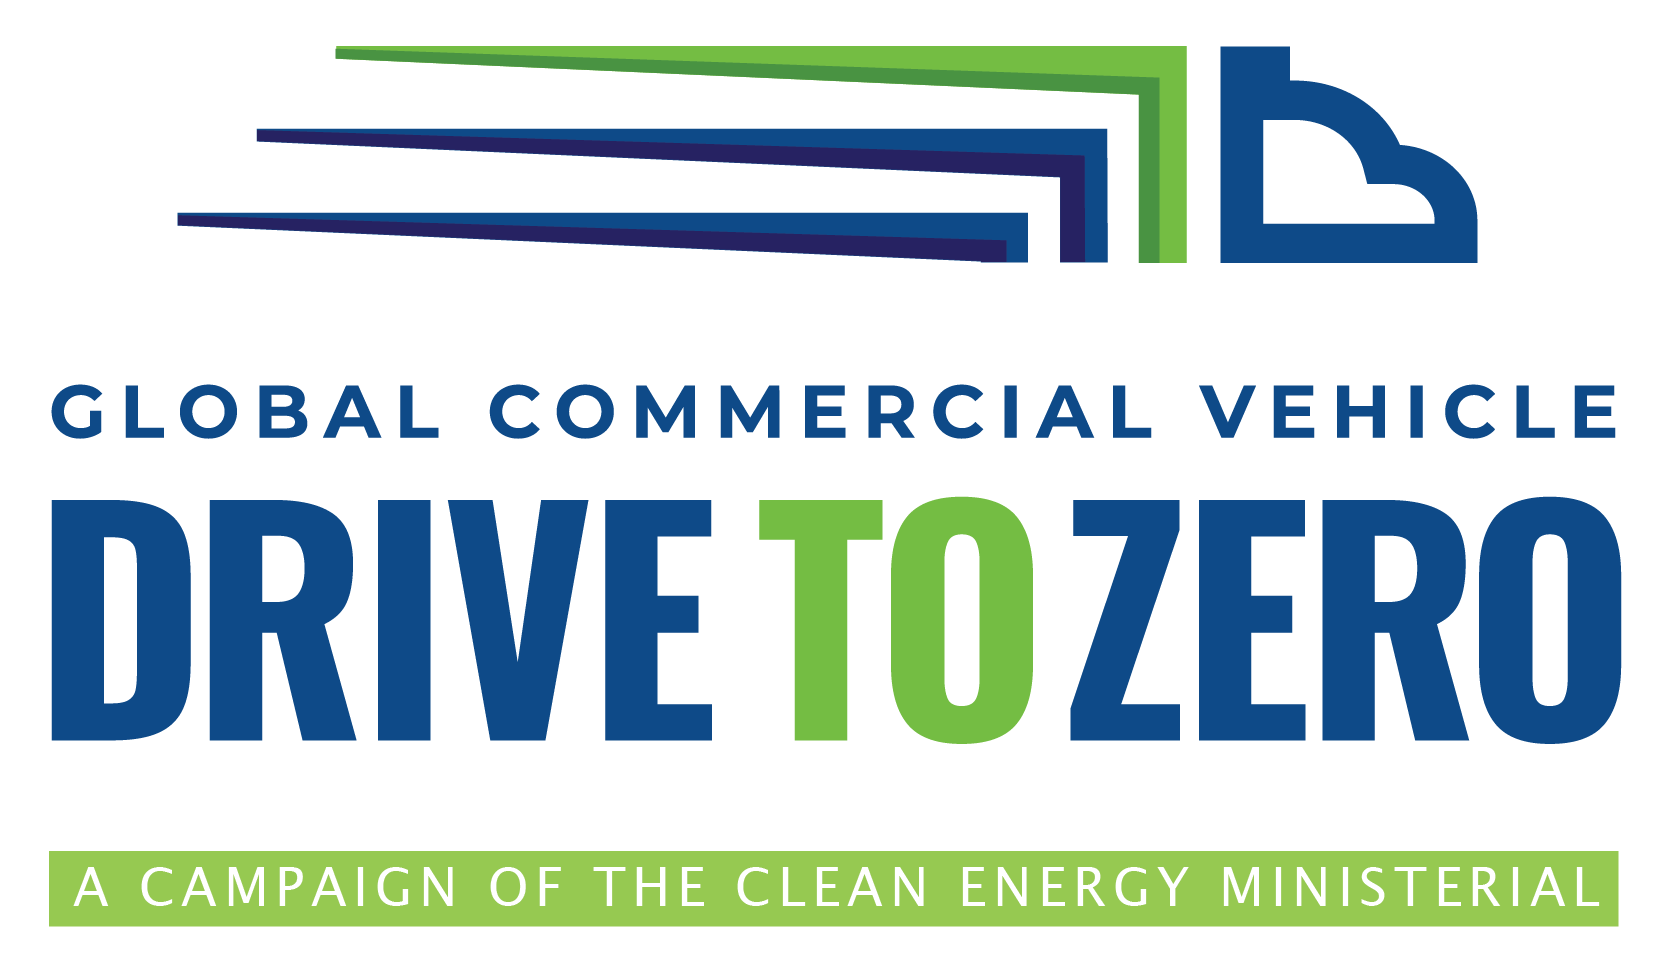 GLOBAL COMMERCIAL VEHICLE
DRIVE TO ZERO
A CAMPAIGN OF THE CLEAN ENERGY MINISTERIAL